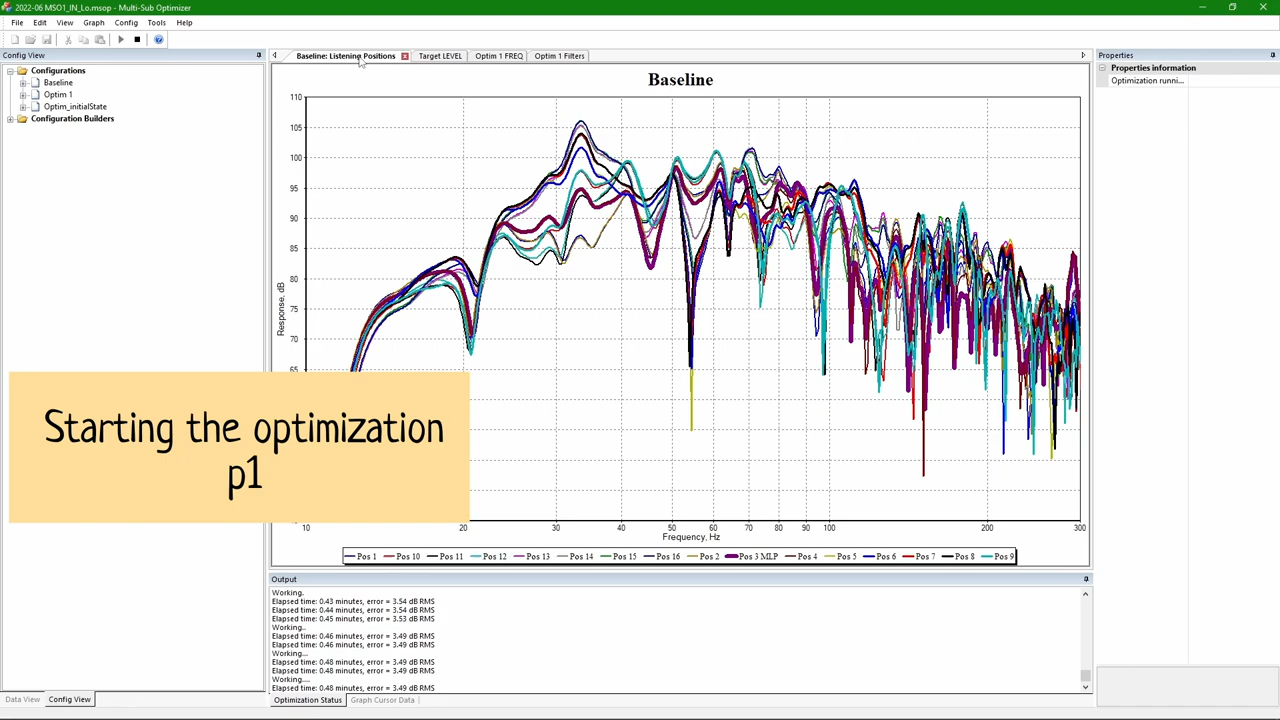 2022-06 MSO1_IN_Lo.msop - Multi-Sub Optimizer
File Edit View Graph Config Tools Help
Config View
Configurations
Baseline
Optim 1
Optim_initialState
Configuration Builders
Data View Config View
Baseline: Listening Positions Target LEVEL Optim 1 FREQ Optim 1 Filters
Baseline
Response, dB
110
105
100
95
90
85
80
75
70
65
10 20 30 40 50 60 70 80 90 100 200 300
Frequency, Hz
Pos 1 Pos 10 Pos 11 Pos 12 Pos 13 Pos 14 Pos 15 Pos 16 Pos 2 Pos 3 MLP Pos 4 Pos 5 Pos 6 Pos 7 Pos 8 Pos 9
Starting the optimization
p1
Output
Working.
Elapsed time: 0.43 minutes, error = 3.54 dB RMS
Elapsed time: 0.44 minutes, error = 3.54 dB RMS
Elapsed time: 0.45 minutes, error = 3.53 dB RMS
Working..
Elapsed time: 0.46 minutes, error = 3.49 dB RMS
Elapsed time: 0.46 minutes, error = 3.49 dB RMS
Working...
Elapsed time: 0.48 minutes, error = 3.49 dB RMS
Elapsed time: 0.48 minutes, error = 3.49 dB RMS
Working....
Elapsed time: 0.48 minutes, error = 3.49 dB RMS
Optimization Status Graph Cursor Data
Properties
Properties information
Optimization runni...